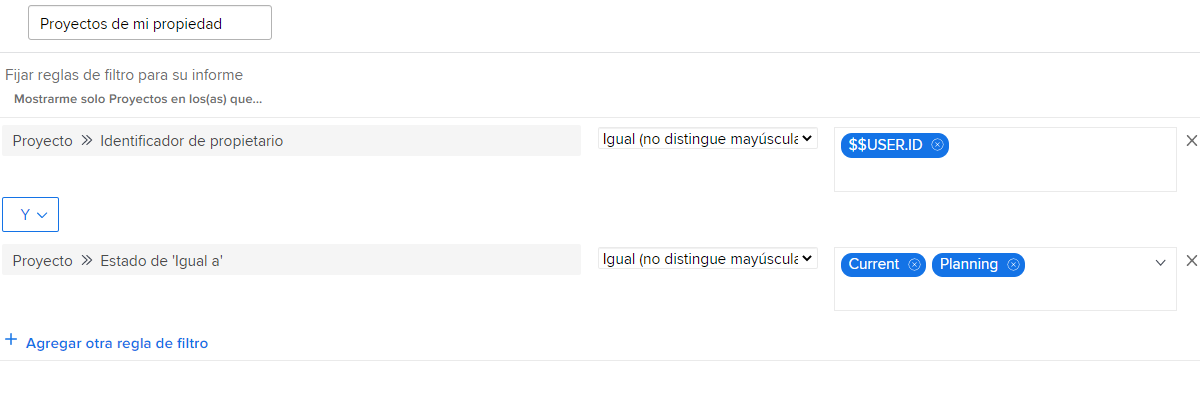 Proyectos de mi propiedad
Fijar reglas de filtro para su informe
Mostrarme solo Proyectos en los(as) que...
Proyecto » Identificador de propietario
Igual (no distingue mayúscula
$$USER.ID
Y
Proyecto » Estado de 'Igual a'
Igual (no distingue mayúscula
Current Planning
+ Agregar otra regla de filtro